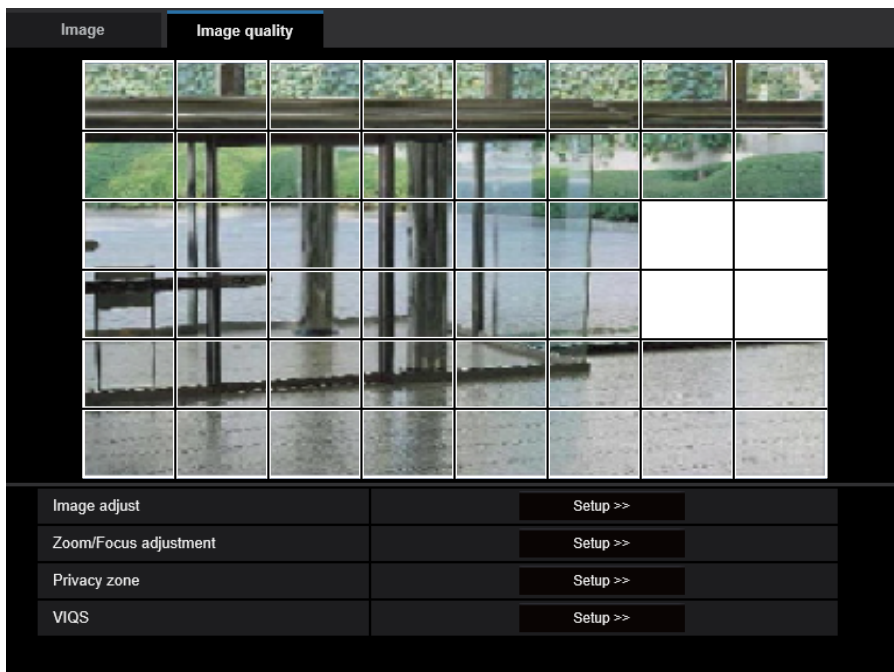 Image Image quality
Image adjust Setup >>
Zoom/Focus adjustment Setup >>
Privacy zone Setup >>
VIQS Setup >>